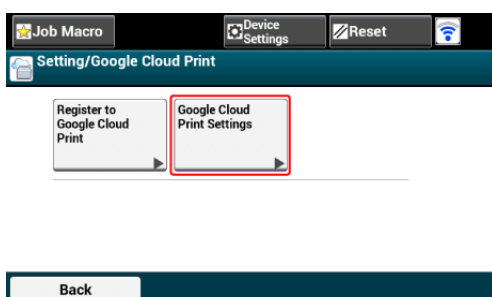 Job Macro
Device
Settings
Reset
Setting/Google Cloud Print
Register to
Google Cloud
Print
Google Cloud
Print Settings
Back